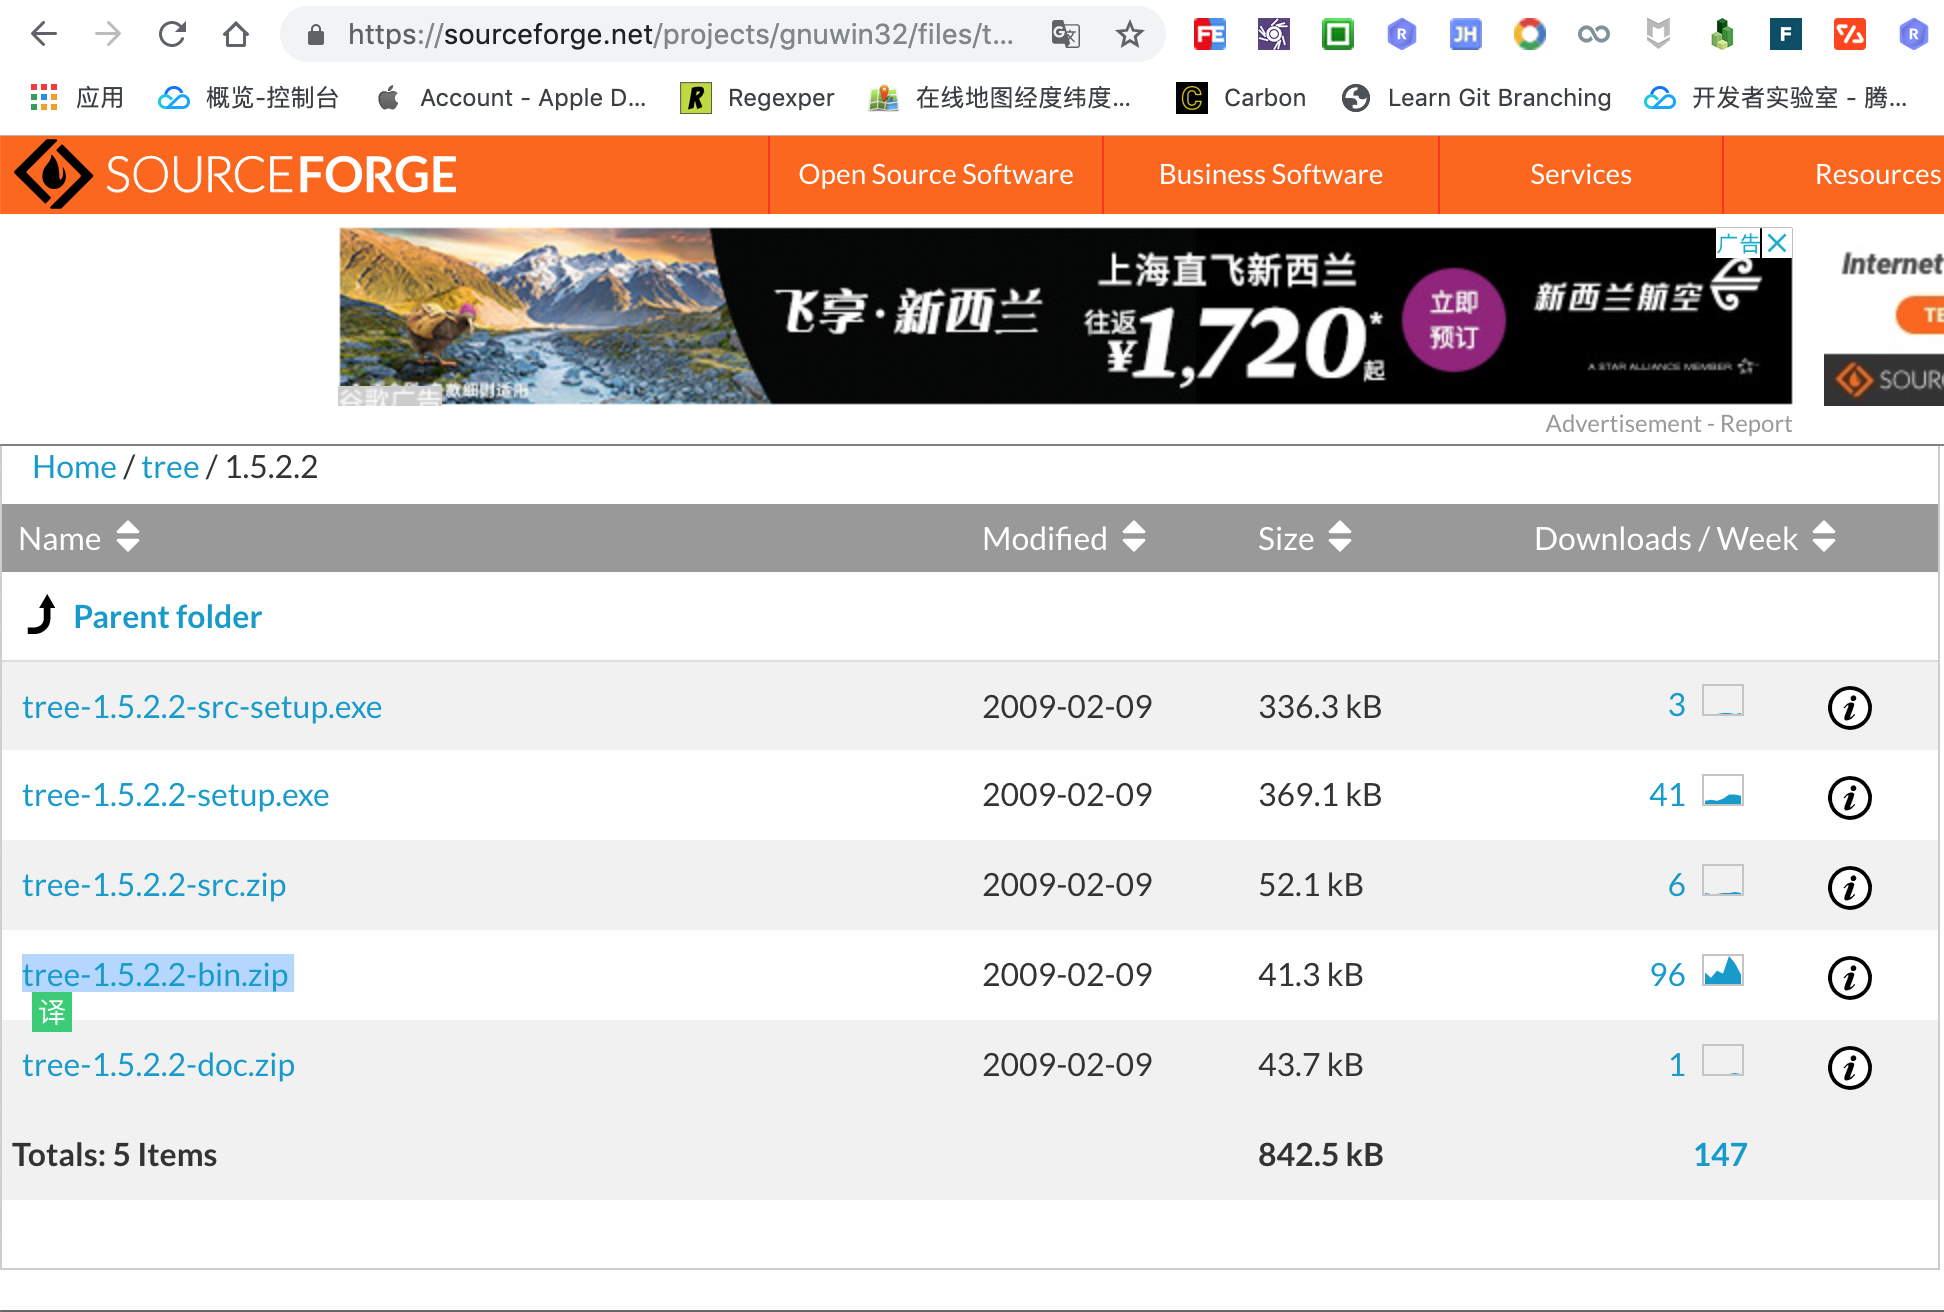 https://sourceforge.net/projects/gnuwin32/files/t...
FE
R
JH
F
R
应用
概览-控制台
Account - Apple D...
R
Regexper
在线地图经度纬度...
C
Carbon
Learn Git Branching
开发者实验室 - 腾...
SOURCEFORGE
Open Source Software
Business Software
Services
Resources
飞享·新西兰
上海直飞新西兰
往返
¥1,720*起
立即
预订
新西兰航空
A STAR ALLIANCE MEMBER
广告
谷歌广告
款细则适用
Internet
TE
SOUR
Advertisement - Report
Home / tree / 1.5.2.2
Name Modified Size Downloads / Week
Parent folder
tree-1.5.2.2-src-setup.exe 2009-02-09 336.3 kB 3
tree-1.5.2.2-setup.exe 2009-02-09 369.1 kB 41
tree-1.5.2.2-src.zip 2009-02-09 52.1 kB 6
tree-1.5.2.2-bin.zip 2009-02-09 41.3 kB 96
译
tree-1.5.2.2-doc.zip 2009-02-09 43.7 kB 1
Totals: 5 Items 842.5 kB 147